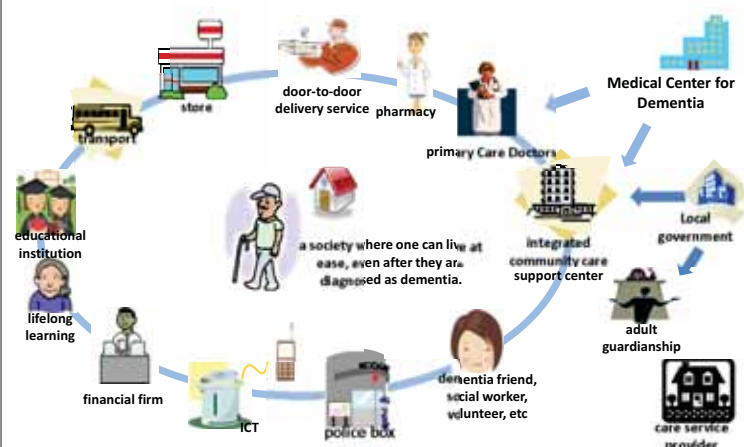 store
door-to-door
delivery service
pharmacy
transport
primary Care Doctors
Medical Center for
Dementia
educational
institution
a society where one can live at
ease, even after they are
diagnosed as dementia.
integrated
community care
support center
Local
government
lifelong
learning
adult
guardianship
financial firm
ICT
police box
dementia friend,
social worker,
volunteer, etc
care service
provider